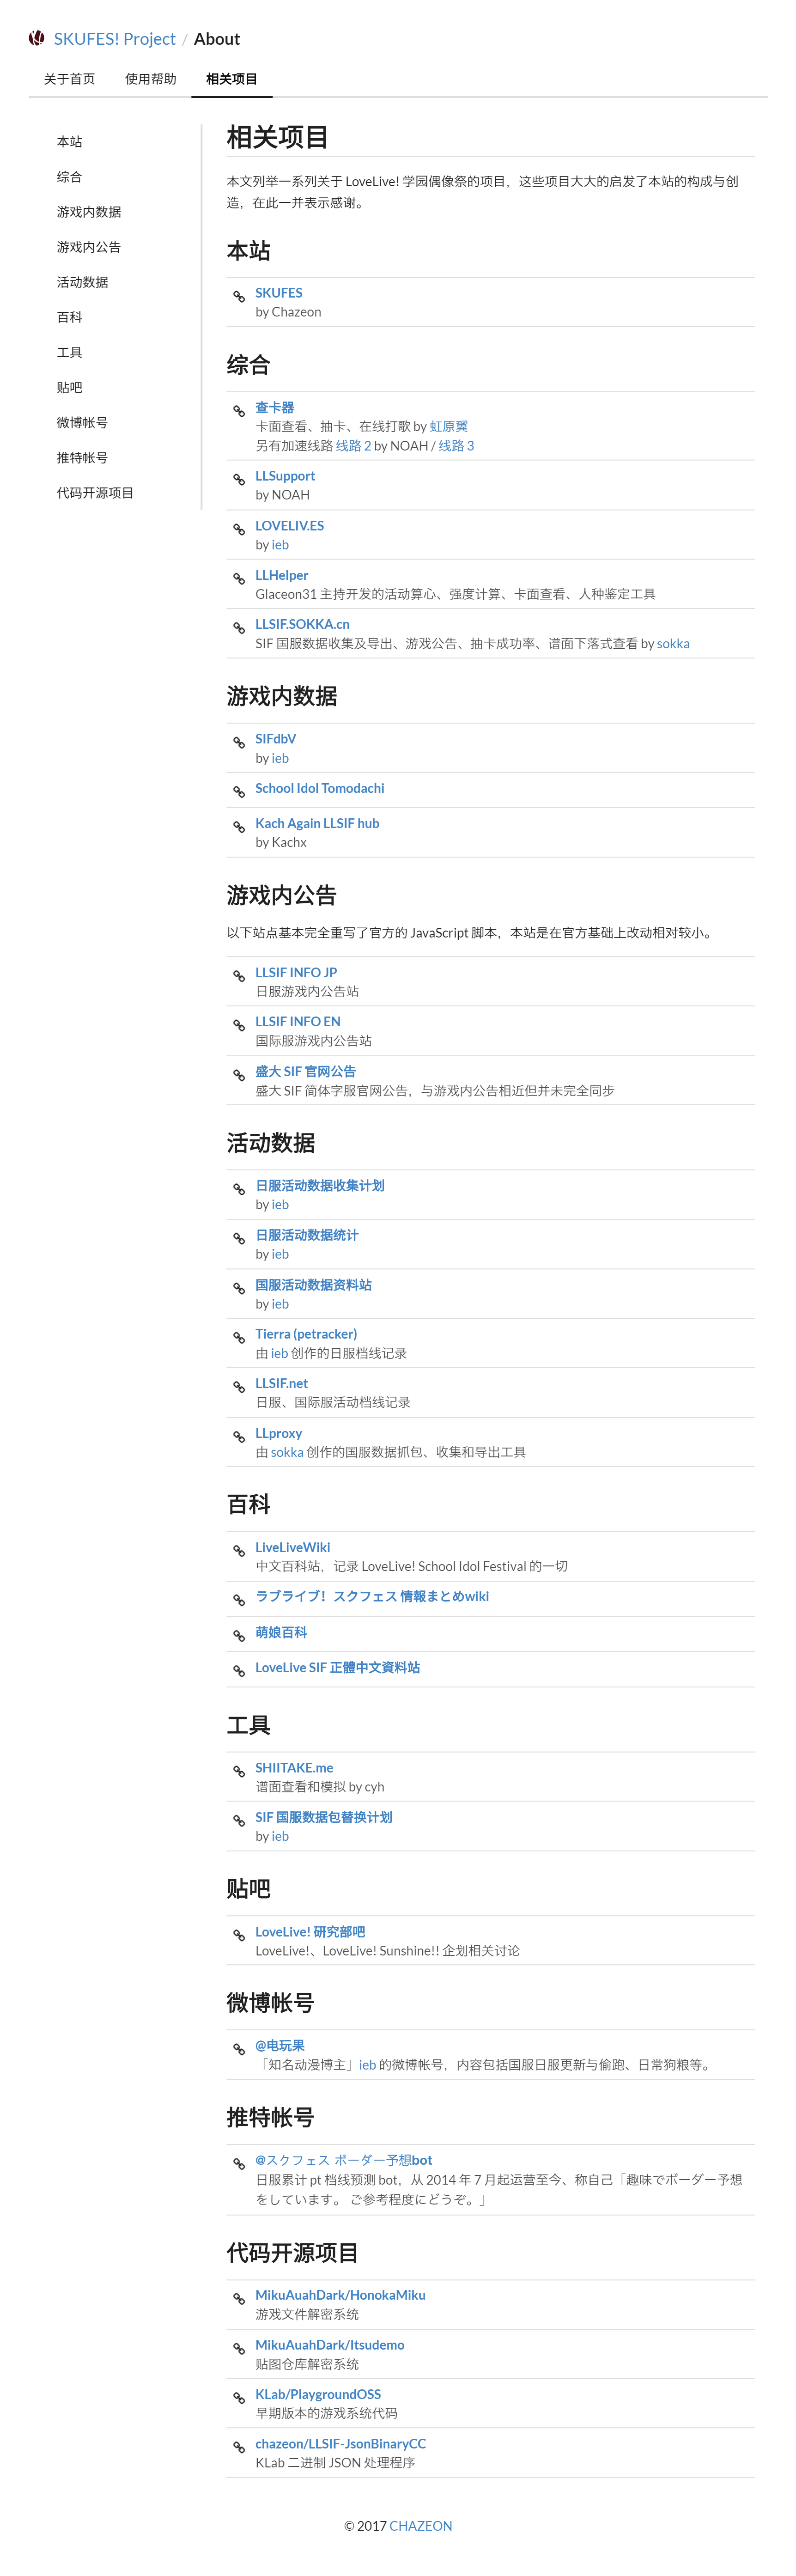 SKUFES! Project / About
关于首页 使用帮助 相关项目
本站
综合
游戏内数据
游戏内公告
活动数据
百科
工具
贴吧
微博帐号
推特帐号
代码开源项目
相关项目
本文列举一系列关于 LoveLive! 学园偶像祭的项目，这些项目大大的启发了本站的构成与创
造，在此一并表示感谢。
本站
SKUFES
by Chazeon
综合
查卡器
卡面查看、抽卡、在线打歌 by 虹原翼
另有加速线路 线路 2 by NOAH / 线路 3
LLSupport
by NOAH
LOVELIV.ES
by ieb
LLHelper
Glaceon31 主持开发的活动算心、强度计算、卡面查看、人种鉴定工具
LLSIF.SOKKA.cn
SIF 国服数据收集及导出、游戏公告、抽卡成功率、谱面下落式查看 by sokka
游戏内数据
SIFdbV
by ieb
School Idol Tomodachi
Kach Again LLSIF hub
by Kachx
游戏内公告
以下站点基本完全重写了官方的 JavaScript 脚本，本站是在官方基础上改动相对较小。
LLSIF INFO JP
日服游戏内公告站
LLSIF INFO EN
国际服游戏内公告站
盛大 SIF 官网公告
盛大 SIF 简体字服官网公告，与游戏内公告相近但并未完全同步
活动数据
日服活动数据收集计划
by ieb
日服活动数据统计
by ieb
国服活动数据资料站
by ieb
Tierra (petracker)
由 ieb 创作的日服档线记录
LLSIF.net
日服、国际服活动档线记录
LLproxy
由 sokka 创作的国服数据抓包、收集和导出工具
百科
LiveLiveWiki
中文百科站，记录 LoveLive! School Idol Festival 的一切
ラブライブ！スクフェス 情報まとめwiki
萌娘百科
LoveLive SIF 正體中文資料站
工具
SHIITAKE.me
谱面查看和模拟 by cyh
SIF 国服数据包替换计划
by ieb
贴吧
LoveLive! 研究部吧
LoveLive!、LoveLive! Sunshine!! 企划相关讨论
微博帐号
@电玩果
「知名动漫博主」ieb 的微博帐号，内容包括国服日服更新与偷跑、日常狗粮等。
推特帐号
@スクフェス ボーダー予想bot
日服累计 pt 档线预测 bot，从 2014 年 7 月起运营至今、称自己「趣味でボーダー予想
をしています。 ご参考程度にどうぞ。」
代码开源项目
MikuAuahDark/HonokaMiku
游戏文件解密系统
MikuAuahDark/Itsudemo
贴图仓库解密系统
KLab/PlaygroundOSS
早期版本的游戏系统代码
chazeon/LLSIF-JsonBinaryCC
KLab 二进制 JSON 处理程序
© 2017 CHAZEON